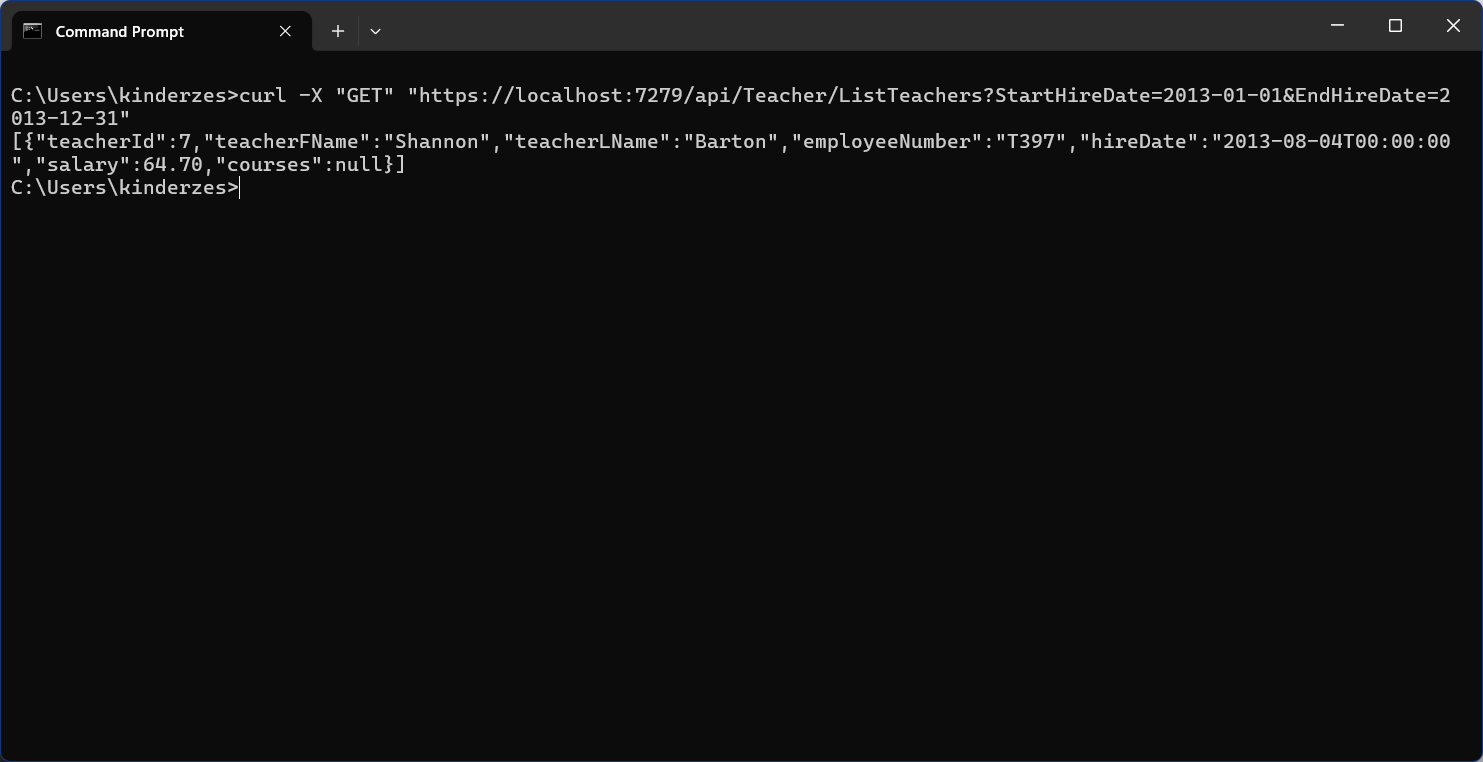 Command Prompt
C:\Users\kinderzes>curl -X "GET" "https://localhost:7279/api/Teacher/ListTeachers?StartHireDate=2013-01-01&EndHireDate=2
013-12-31"
[{"teacherId":7,"teacherFName":"Shannon","teacherLName":"Barton","employeeNumber":"T397","hireDate":"2013-08-04T00:00:00
","salary":64.70,"courses":null}]
C:\Users\kinderzes>